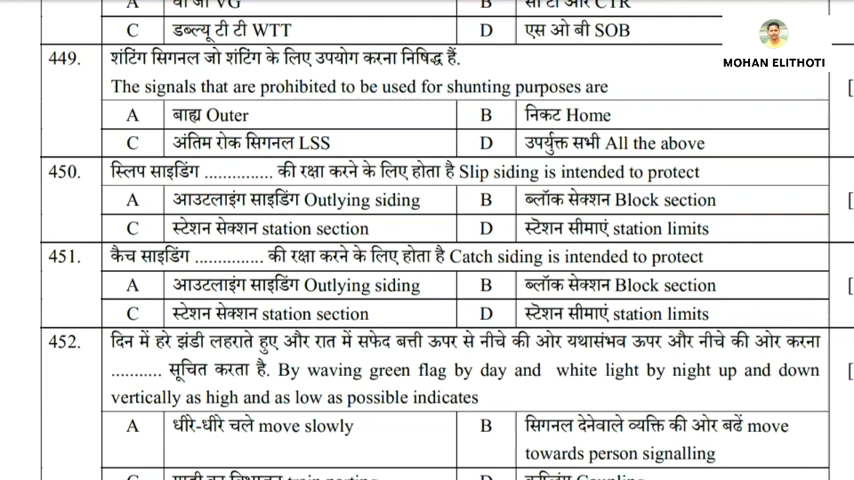 A VG B CTR
C डब्ल्यू टी टी WTT D एस ओ बी SOB
MOHAN ELITHOTI
449. शंटिंग सिगनल जो शंटिंग के लिए उपयोग करना निषिद्ध हैं.
The signals that are prohibited to be used for shunting purposes are [
A बाह्य Outer B निकट Home
C अंतिम रोक सिगनल LSS D उपर्युक्त सभी All the above
450. स्लिप साइडिंग ............... की रक्षा करने के लिए होता है Slip siding is intended to protect
A आउटलाइंग साइडिंग Outlying siding B ब्लॉक सेक्शन Block section [
C स्टेशन सेक्शन station section D स्टेशन सीमाएं station limits
451. कैच साइडिंग ............... की रक्षा करने के लिए होता है Catch siding is intended to protect
A आउटलाइंग साइडिंग Outlying siding B ब्लॉक सेक्शन Block section [
C स्टेशन सेक्शन station section D स्टेशन सीमाएं station limits
452. दिन में हरे झंडी लहराते हुए और रात में सफेद बत्ती ऊपर से नीचे की ओर यथासंभव ऊपर और नीचे की ओर करना
........... सूचित करता है. By waving green flag by day and white light by night up and down [
vertically as high and as low as possible indicates
A धीरे-धीरे चले move slowly B सिगनल देनेवाले व्यक्ति की ओर बढें move
towards person signalling
C train parting D Coupling